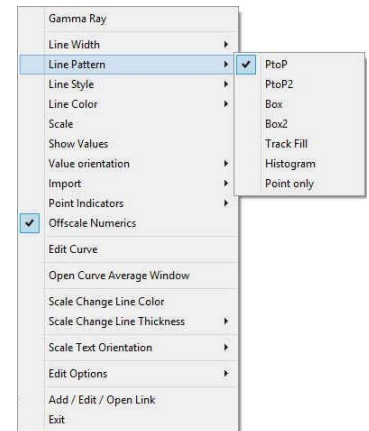 Gamma Ray
Line Width
Line Pattern
Line Style
Line Color
Scale
Show Values
Value orientation
Import
Point Indicators
Offscale Numerics
Edit Curve
Open Curve Average Window
Scale Change Line Color
Scale Change Line Thickness
Scale Text Orientation
Edit Options
Add / Edit / Open Link
Exit
PtoP
PtoP2
Box
Box2
Track Fill
Histogram
Point only